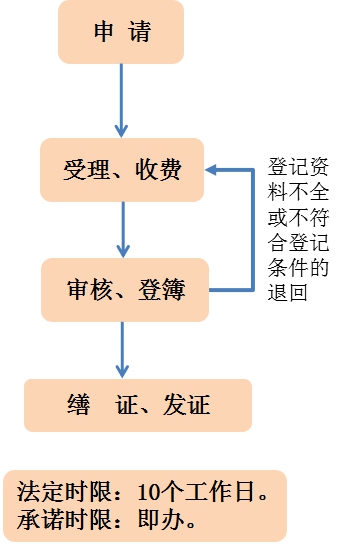 申 请
受理、收费
登记资
料不全
或不符
合登记
条件的
退回
审核、登簿
缮 证、发证
法定时限：10个工作日。
承诺时限：即办。